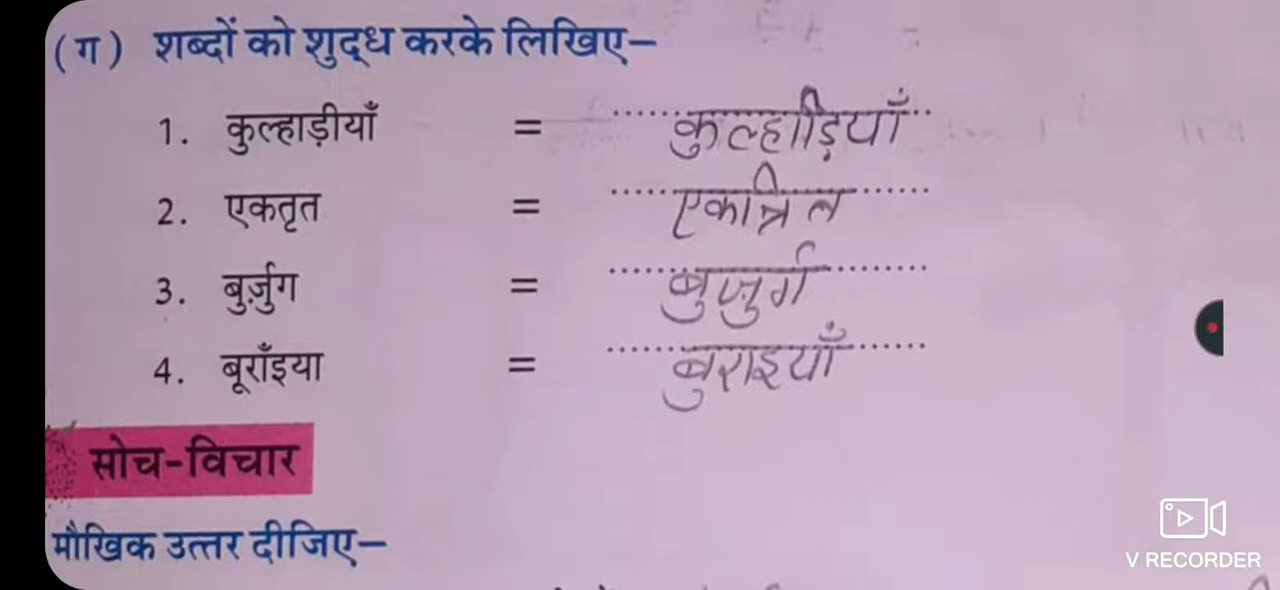 (ग) शब्दों को शुद्ध करके लिखिए–
1. कुल्हाड़ीयाँ = कुल्हाड़ियाँ
2. एकतृत = एकत्रित
3. बुर्ज़ुग = बुज़ुर्ग
4. बूराँइया = बुराइयाँ
सोच-विचार
मौखिक उत्तर दीजिए–
V RECORDER